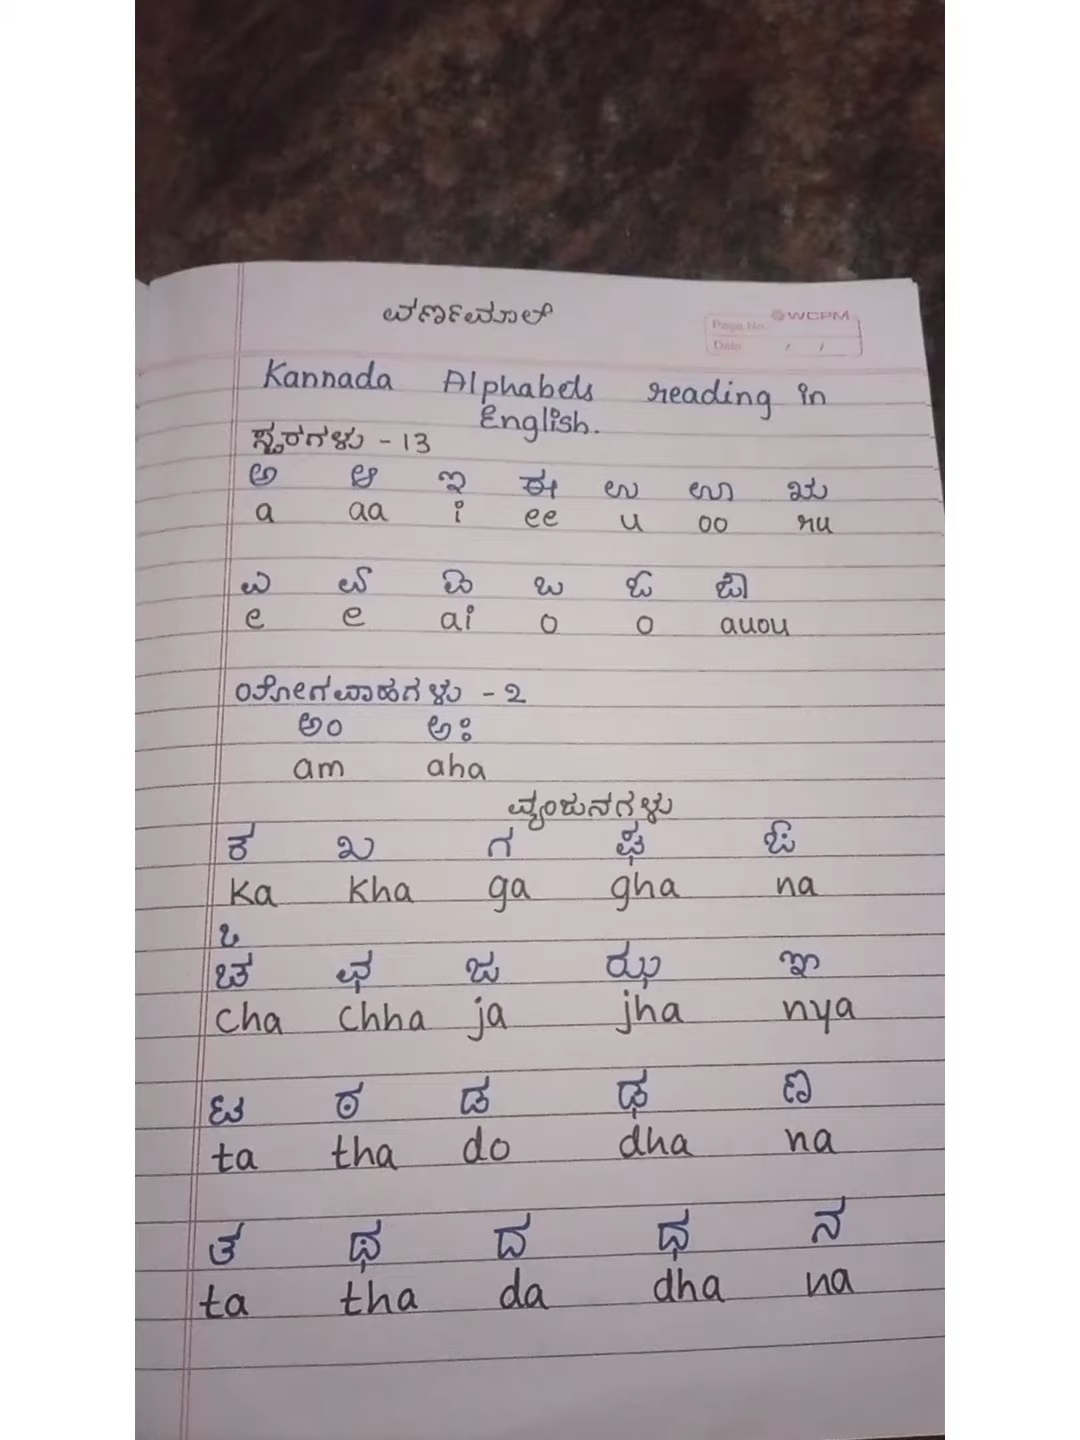 ವರ್ಣಮಾಲೆ
WCPM
Page No.
Date / /
Kannada Alphabets reading in
English.
ಸ್ವರಗಳು - 13
ಅ ಆ ಇ ಈ ಉ ಊ ಋ
a aa i ee u oo ru
ಎ ಏ ಐ ಒ ಓ ಔ
e e ai o o auou
ಂತೋಗವಾಹಗಳು - ೨
ಅಂ ಅಃ
am aha
ವ್ಯಂಜನಗಳು
ಕ ಖ ಗ ಘ ಙ
Ka Kha ga gha na
ಚ ಛ ಜ ಝ ಞ
cha chha ja jha nya
ಟ ಠ ಡ ಢ ಣ
ta tha do dha na
ತ ಥ ದ ಧ ನ
ta tha da dha na